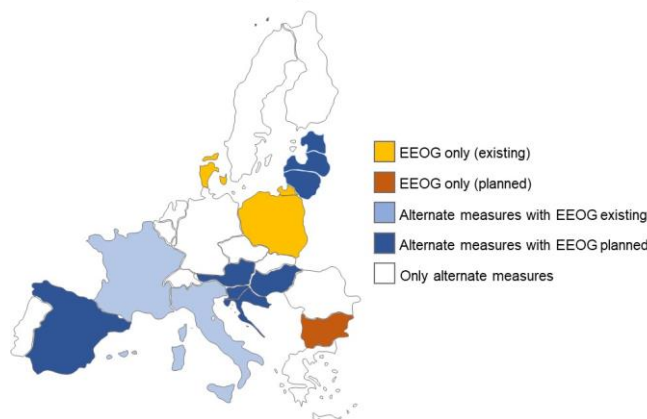 EEOG only (existing)
EEOG only (planned)
Alternate measures with EEOG existing
Alternate measures with EEOG planned
Only alternate measures